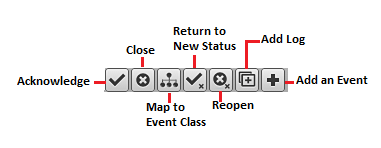 Return to
New Status
Add Log
Close
Acknowledge
Add an Event
Map to
Event Class
Reopen